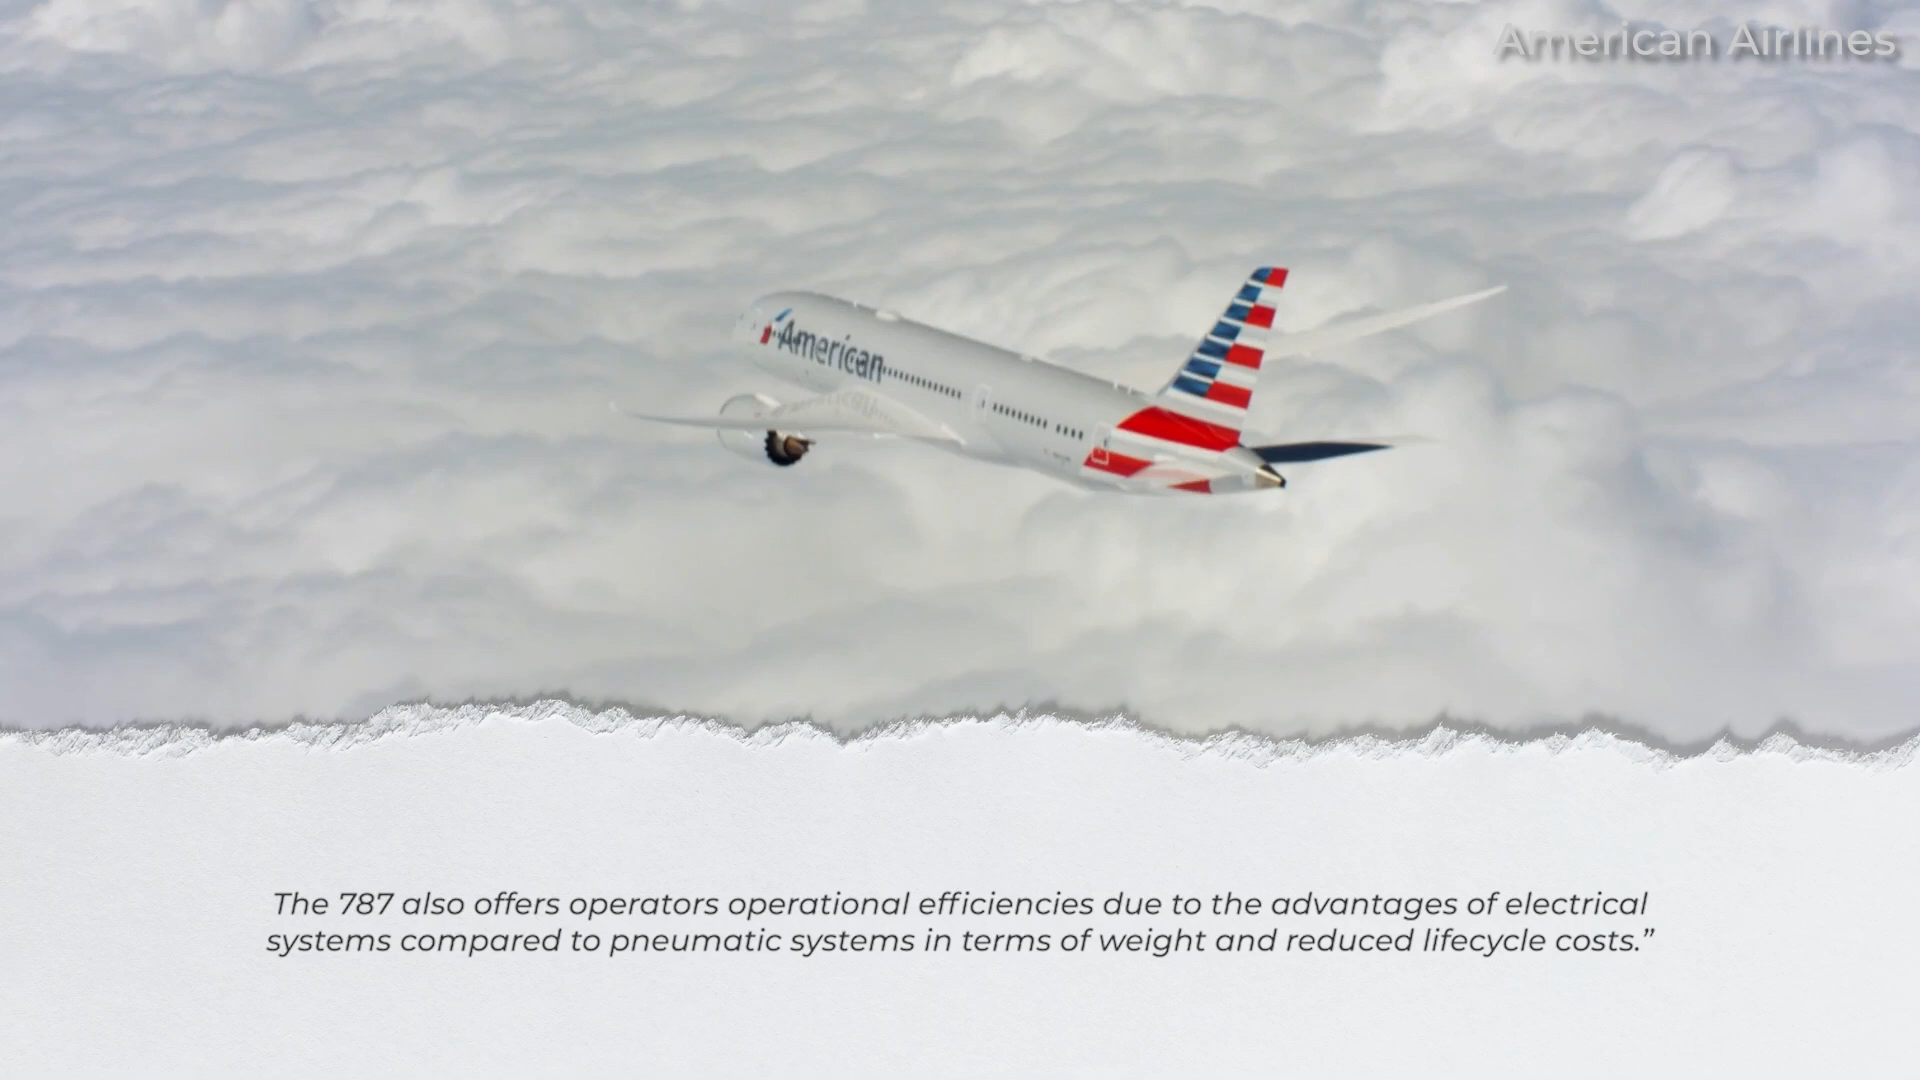 American Airlines
American
The 787 also offers operators operational efficiencies due to the advantages of electrical
systems compared to pneumatic systems in terms of weight and reduced lifecycle costs.”